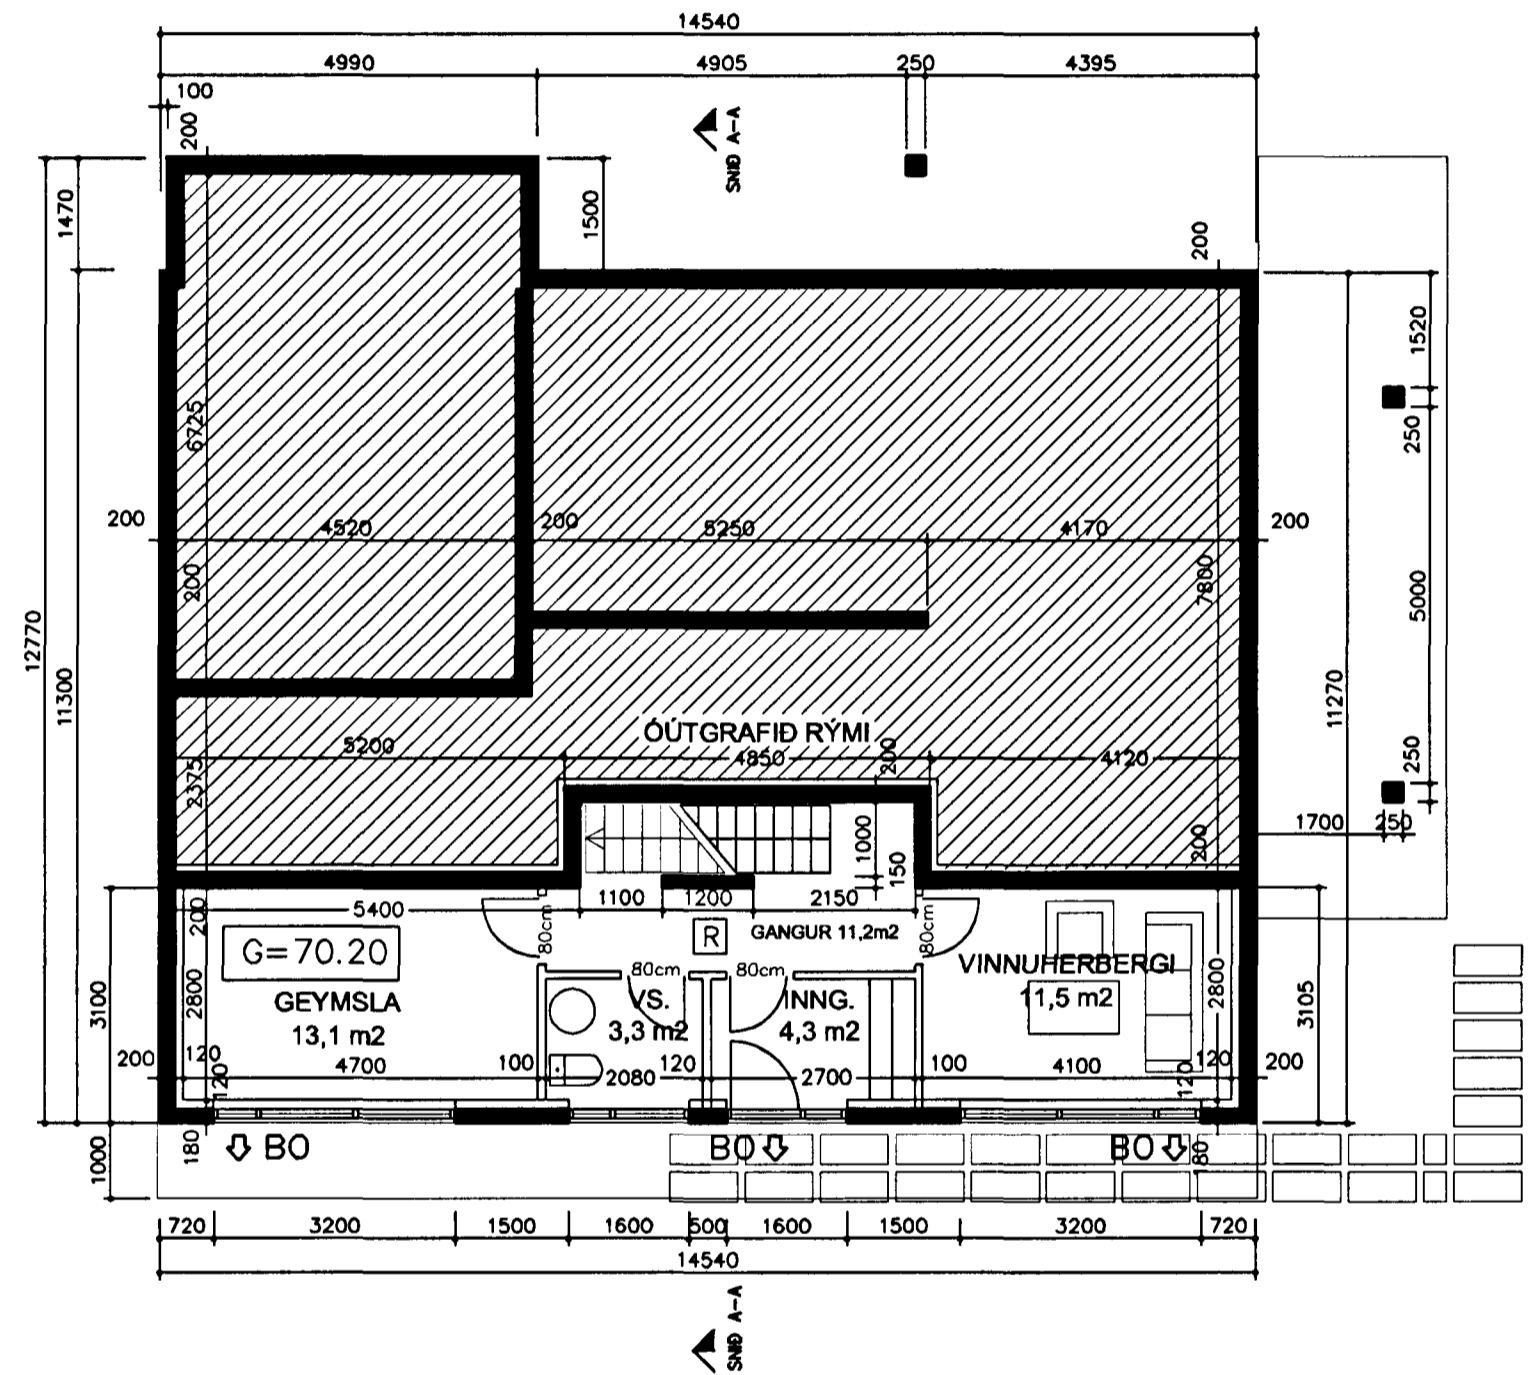 14540
4990 4905 250 4395
100
200
SNIÐ A-A
1470
1500
200
1520
250
6725
200 4520 200 5250 4170 200
200
7800
5000
12770
11300
11270
ÓÚTGRAFIÐ RÝMI
5200 4850 4120
200
2375
250
1700 250
1000
150
200
1100 1200 2150
5400
200
80cm
R
GANGUR 11,2m2
80cm
G=70.20
80cm 80cm
VINNUHERBERGI
11,5 m2
GEYMSLA
13,1 m2
VS.
3,3 m2
INNG.
4,3 m2
2800
2800
3100
3105
200 120 4700 100 2080 120 2700 100 4100 120 200
120
120
1000
180
BO
BO
BO
180
720 3200 1500 1600 500 1600 1500 3200 720
14540
SNIÐ A-A